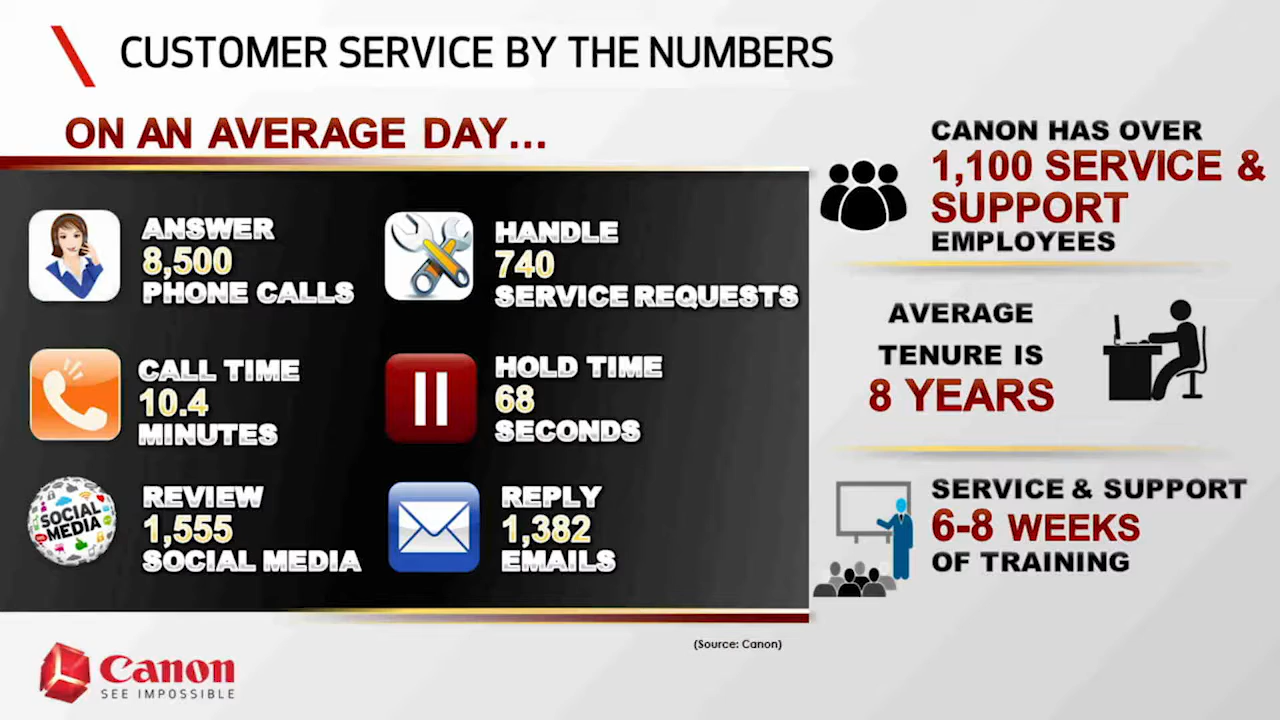 CUSTOMER SERVICE BY THE NUMBERS
ON AN AVERAGE DAY...
ANSWER
8,500
PHONE CALLS
HANDLE
740
SERVICE REQUESTS
CALL TIME
10.4
MINUTES
HOLD TIME
68
SECONDS
SOCIAL
MEDIA
REVIEW
1,555
SOCIAL MEDIA
REPLY
1,382
EMAILS
CANON HAS OVER
1,100 SERVICE &
SUPPORT
EMPLOYEES
AVERAGE
TENURE IS
8 YEARS
SERVICE & SUPPORT
6-8 WEEKS
OF TRAINING
(Source: Canon)
Canon
SEE IMPOSSIBLE